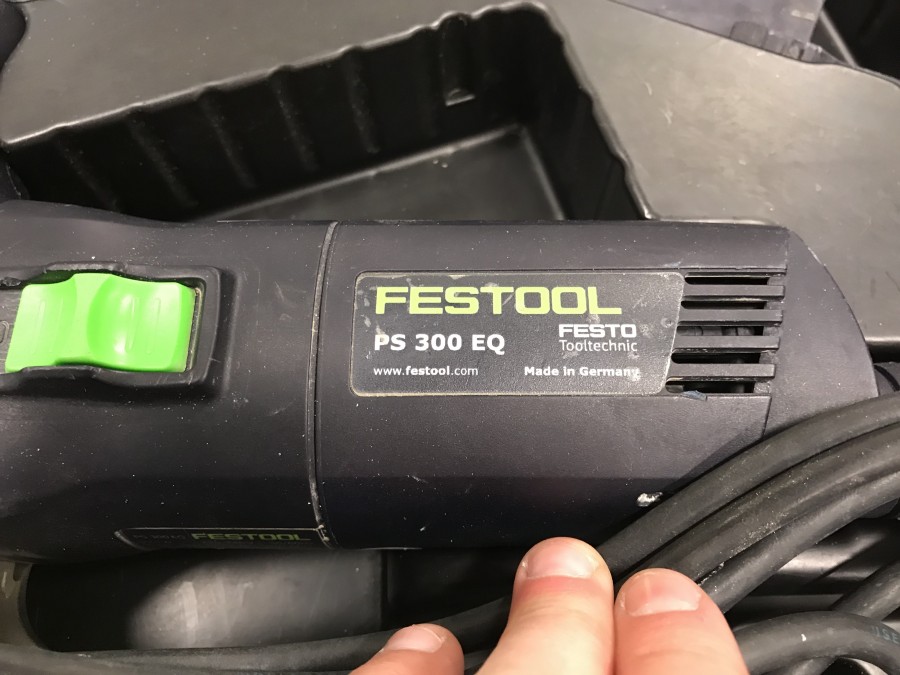 FESTOOL
PS 300 EQ
FESTO
Tooltechnic
www.festool.com
Made in Germany
FESTOOL